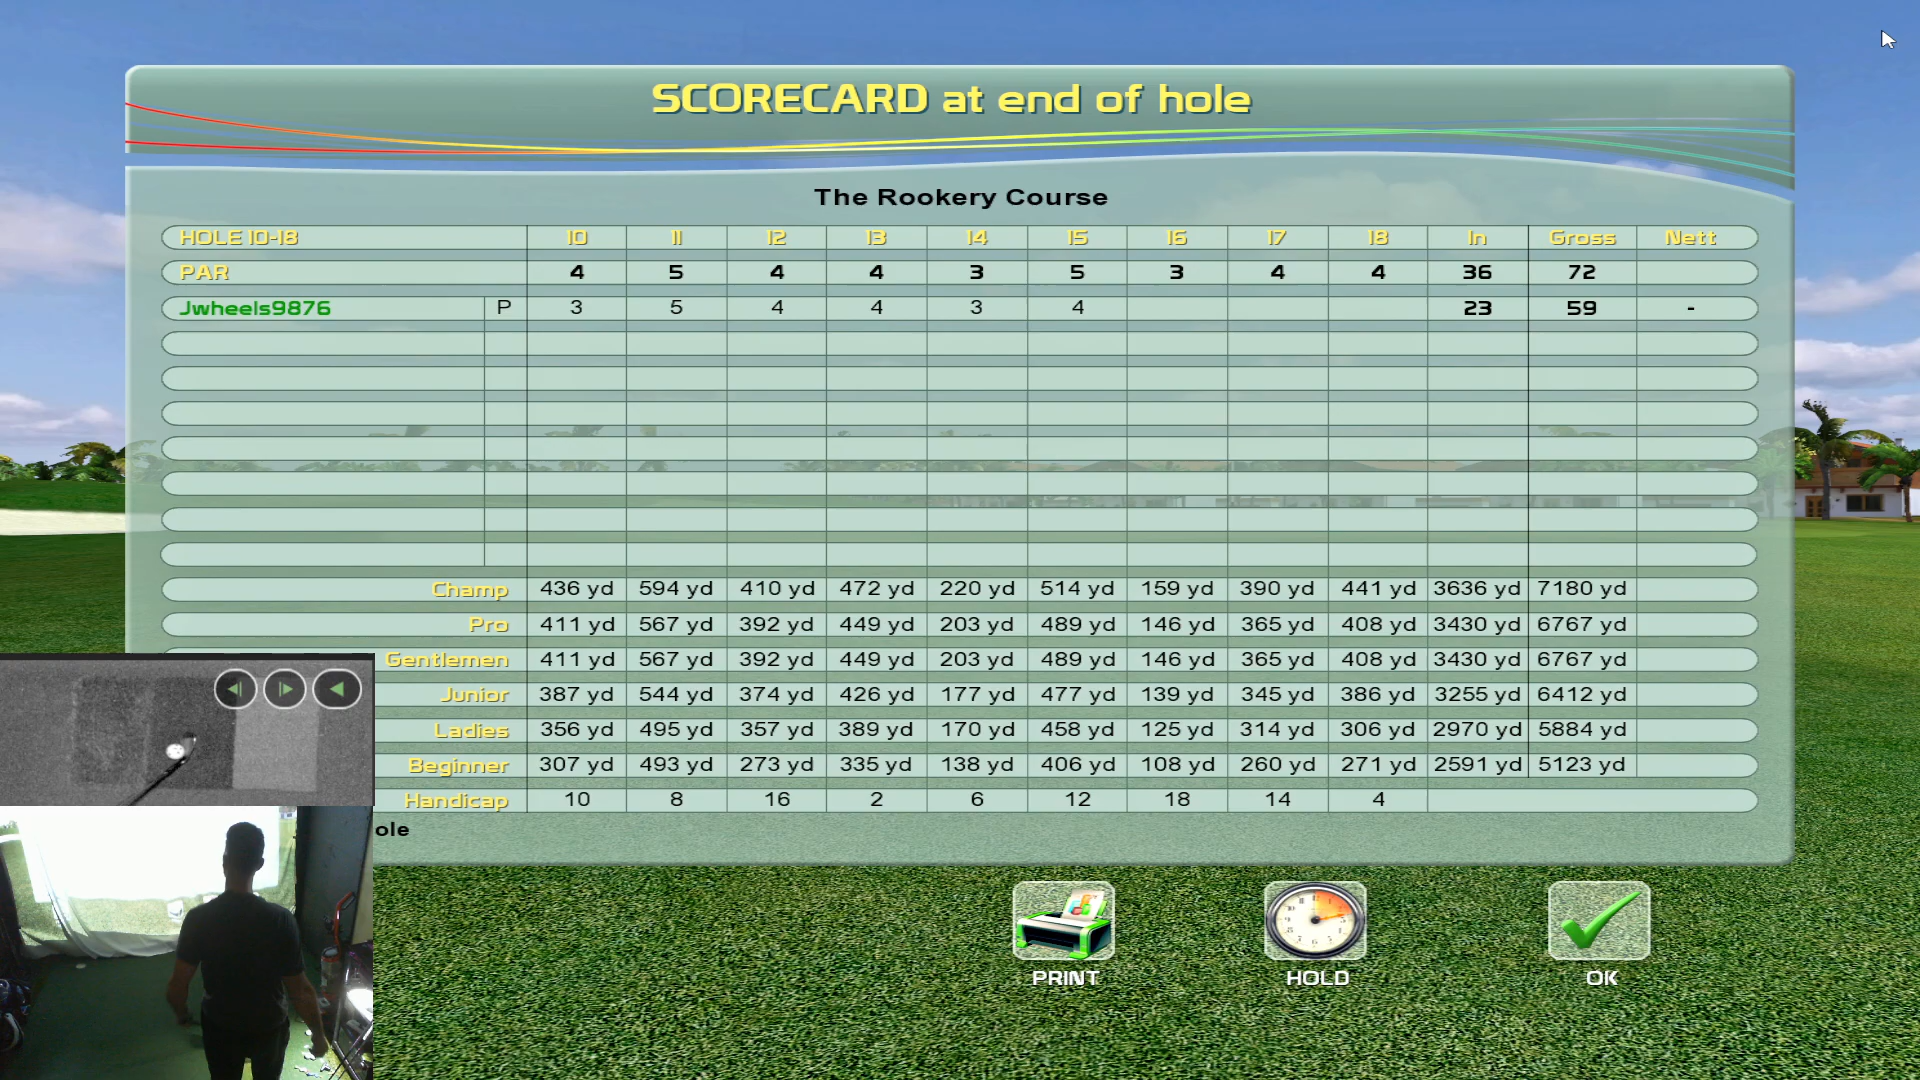 SCORECARD at end of hole
The Rookery Course
HOLE 10-18 10 11 12 13 14 15 16 17 18 In Gross Nett
PAR 4 5 4 4 3 5 3 4 4 36 72
Jwheels9876 P 3 5 4 4 3 4 23 59 -
Champ 436 yd 594 yd 410 yd 472 yd 220 yd 514 yd 159 yd 390 yd 441 yd 3636 yd 7180 yd
Pro 411 yd 567 yd 392 yd 449 yd 203 yd 489 yd 146 yd 365 yd 408 yd 3430 yd 6767 yd
Gentlemen 411 yd 567 yd 392 yd 449 yd 203 yd 489 yd 146 yd 365 yd 408 yd 3430 yd 6767 yd
Junior 387 yd 544 yd 374 yd 426 yd 177 yd 477 yd 139 yd 345 yd 386 yd 3255 yd 6412 yd
Ladies 356 yd 495 yd 357 yd 389 yd 170 yd 458 yd 125 yd 314 yd 306 yd 2970 yd 5884 yd
Beginner 307 yd 493 yd 273 yd 335 yd 138 yd 406 yd 108 yd 260 yd 271 yd 2591 yd 5123 yd
Handicap 10 8 16 2 6 12 18 14 4
ole
PRINT HOLD OK